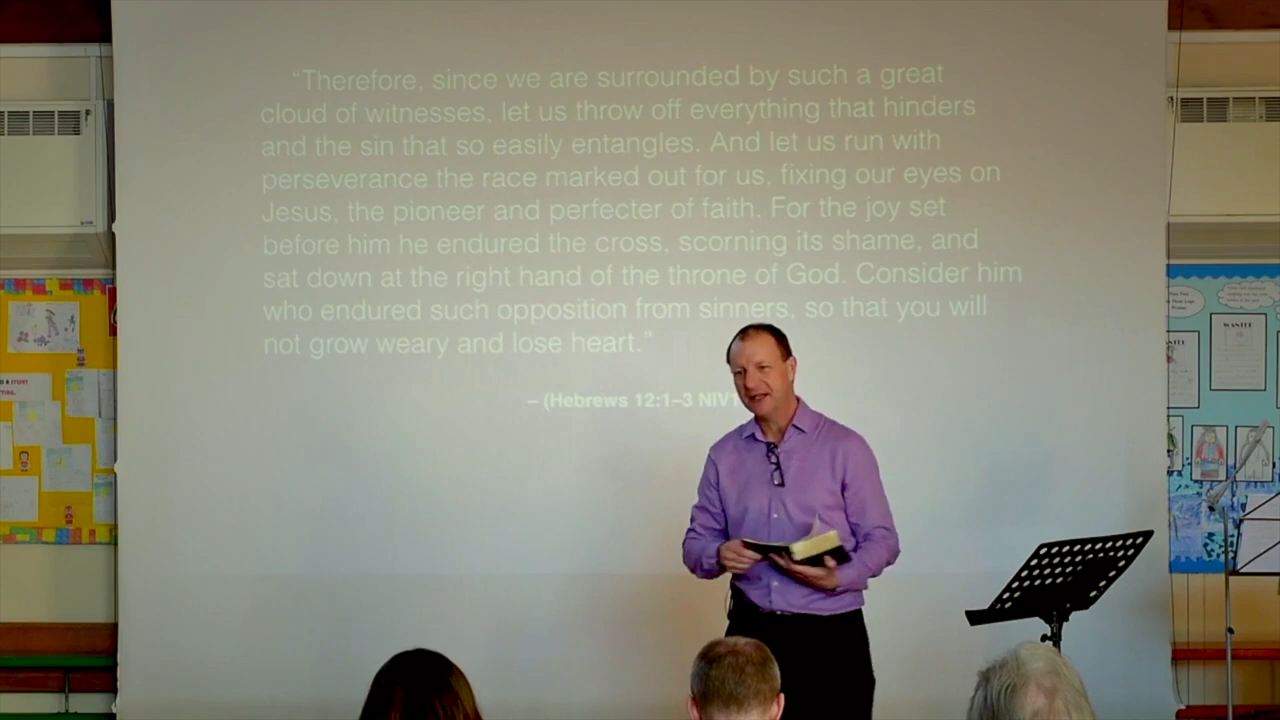 “Therefore, since we are surrounded by such a great
cloud of witnesses, let us throw off everything that hinders
and the sin that so easily entangles. And let us run with
perseverance the race marked out for us, fixing our eyes on
Jesus, the pioneer and perfecter of faith. For the joy set
before him he endured the cross, scorning its shame, and
sat down at the right hand of the throne of God. Consider him
who endured such opposition from sinners, so that you will
not grow weary and lose heart.”
– (Hebrews 12:1–3 NIV
WANTED
STORY